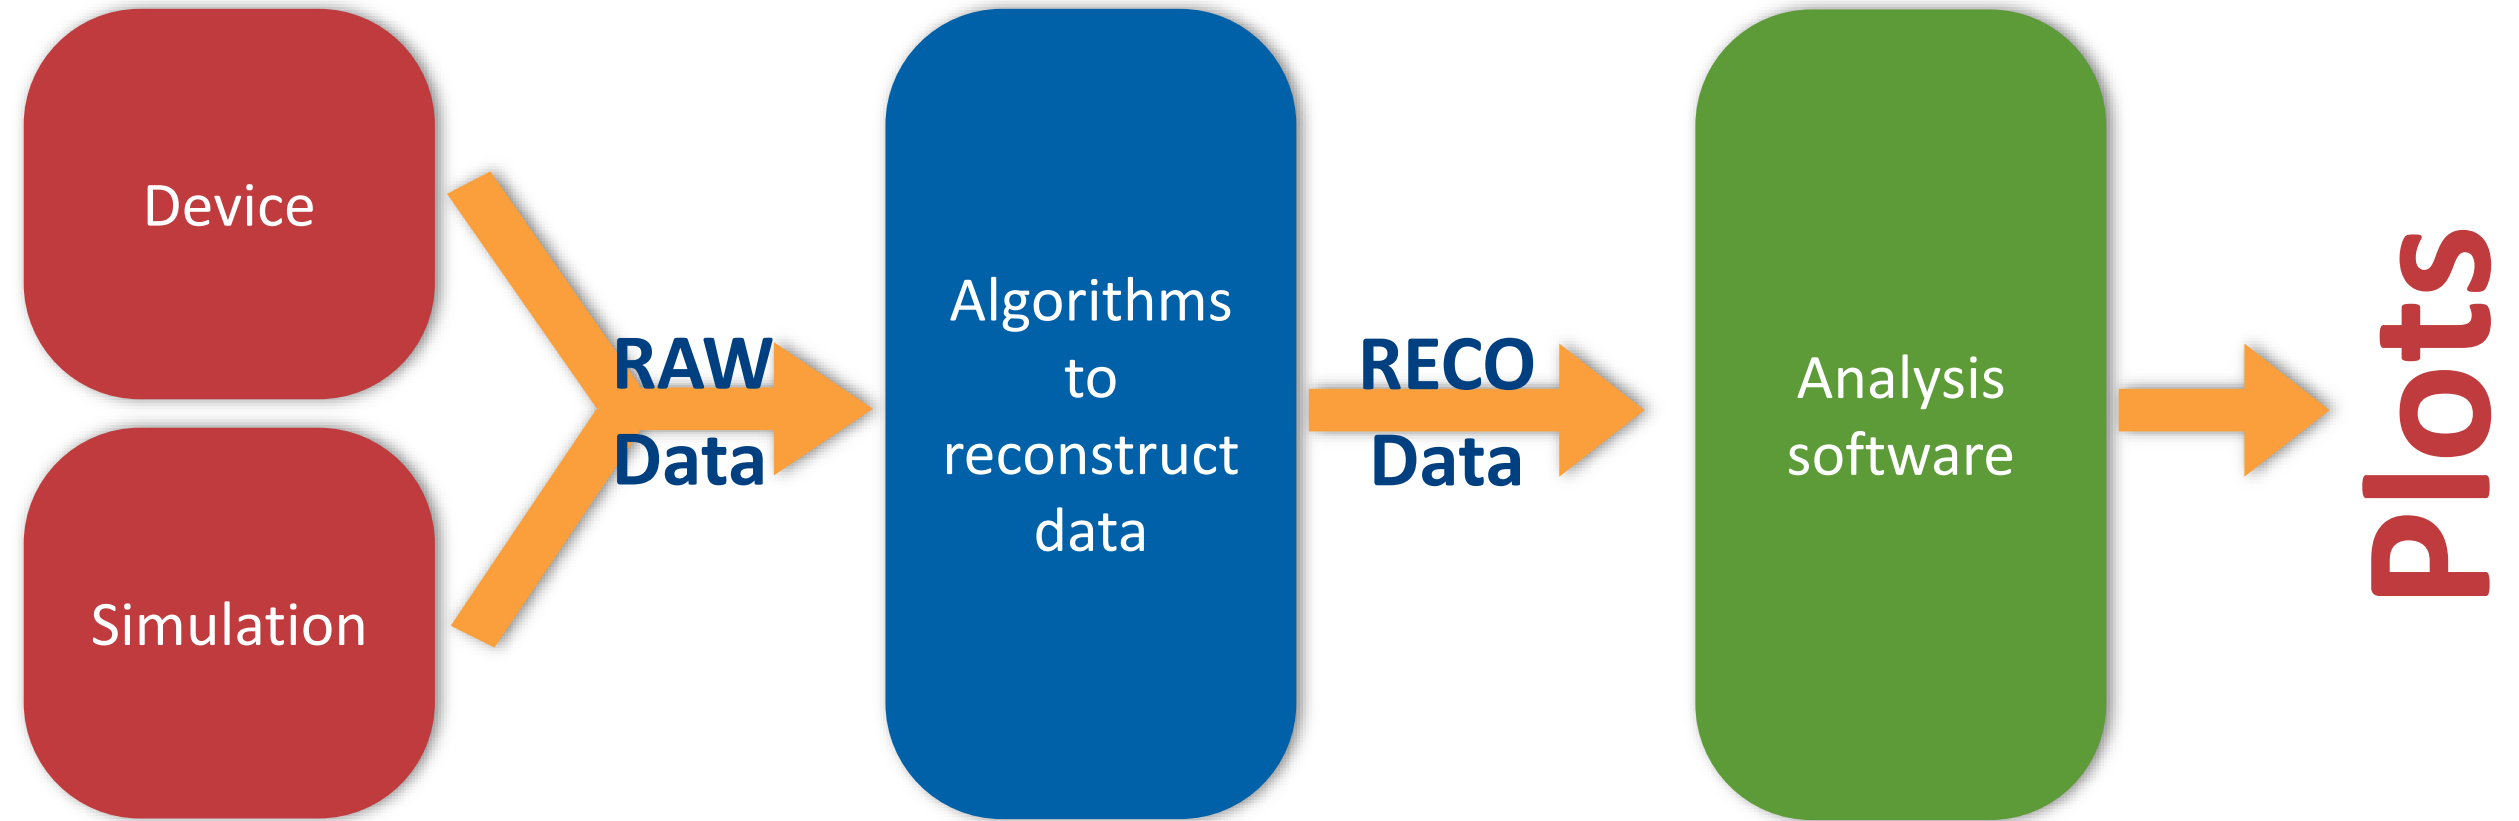 Device
Simulation
RAW
Data
Algorithms
to
reconstruct
data
RECO
Data
Analysis
software
Plots